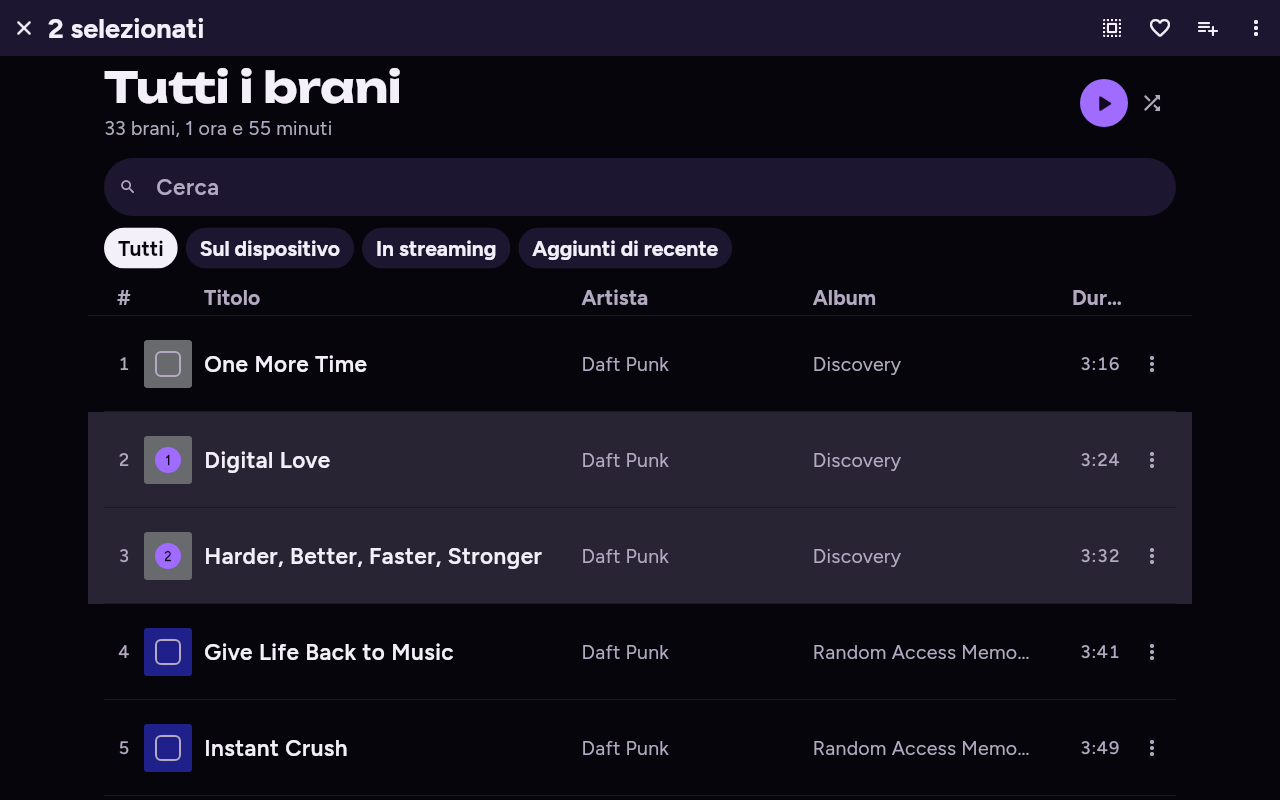 2 selezionati
Tutti i brani
33 brani, 1 ora e 55 minuti
Cerca
Tutti Sul dispositivo In streaming Aggiunti di recente
# Titolo Artista Album Dur...
1 One More Time Daft Punk Discovery 3:16
2 1 Digital Love Daft Punk Discovery 3:24
3 2 Harder, Better, Faster, Stronger Daft Punk Discovery 3:32
4 Give Life Back to Music Daft Punk Random Access Memo... 3:41
5 Instant Crush Daft Punk Random Access Memo... 3:49